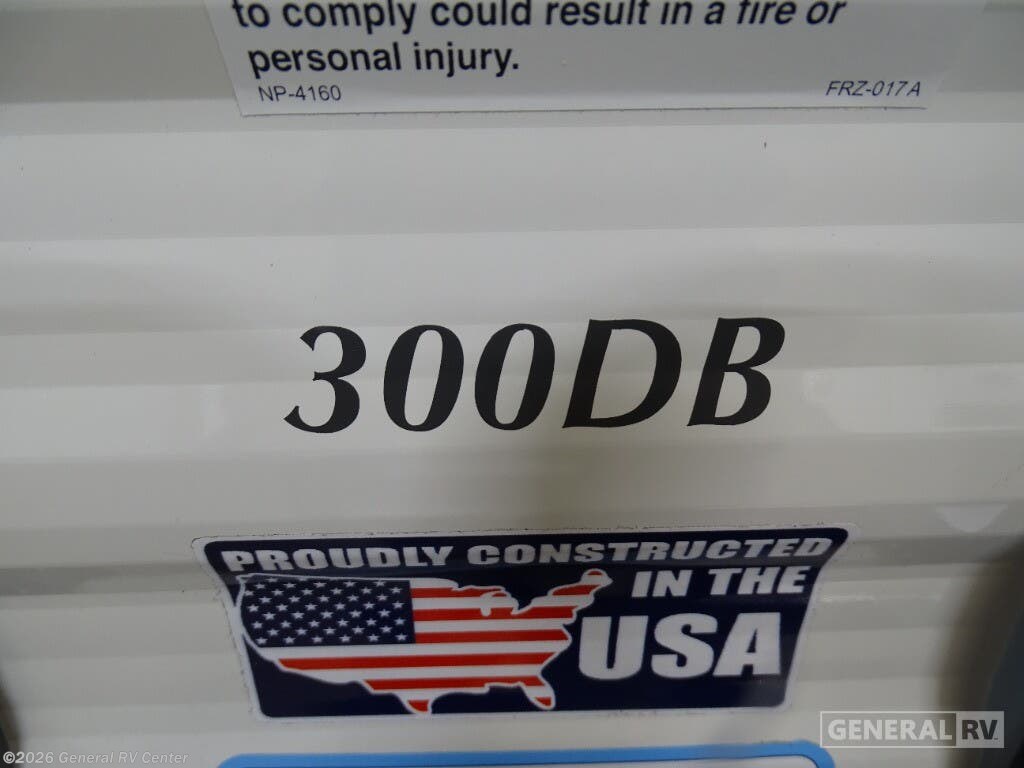 to comply could result in a fire or
personal injury.
NP-4160
FRZ-017A
300DB
PROUDLY CONSTRUCTED
IN THE
USA
GENERAL RV
©2026 General RV Center